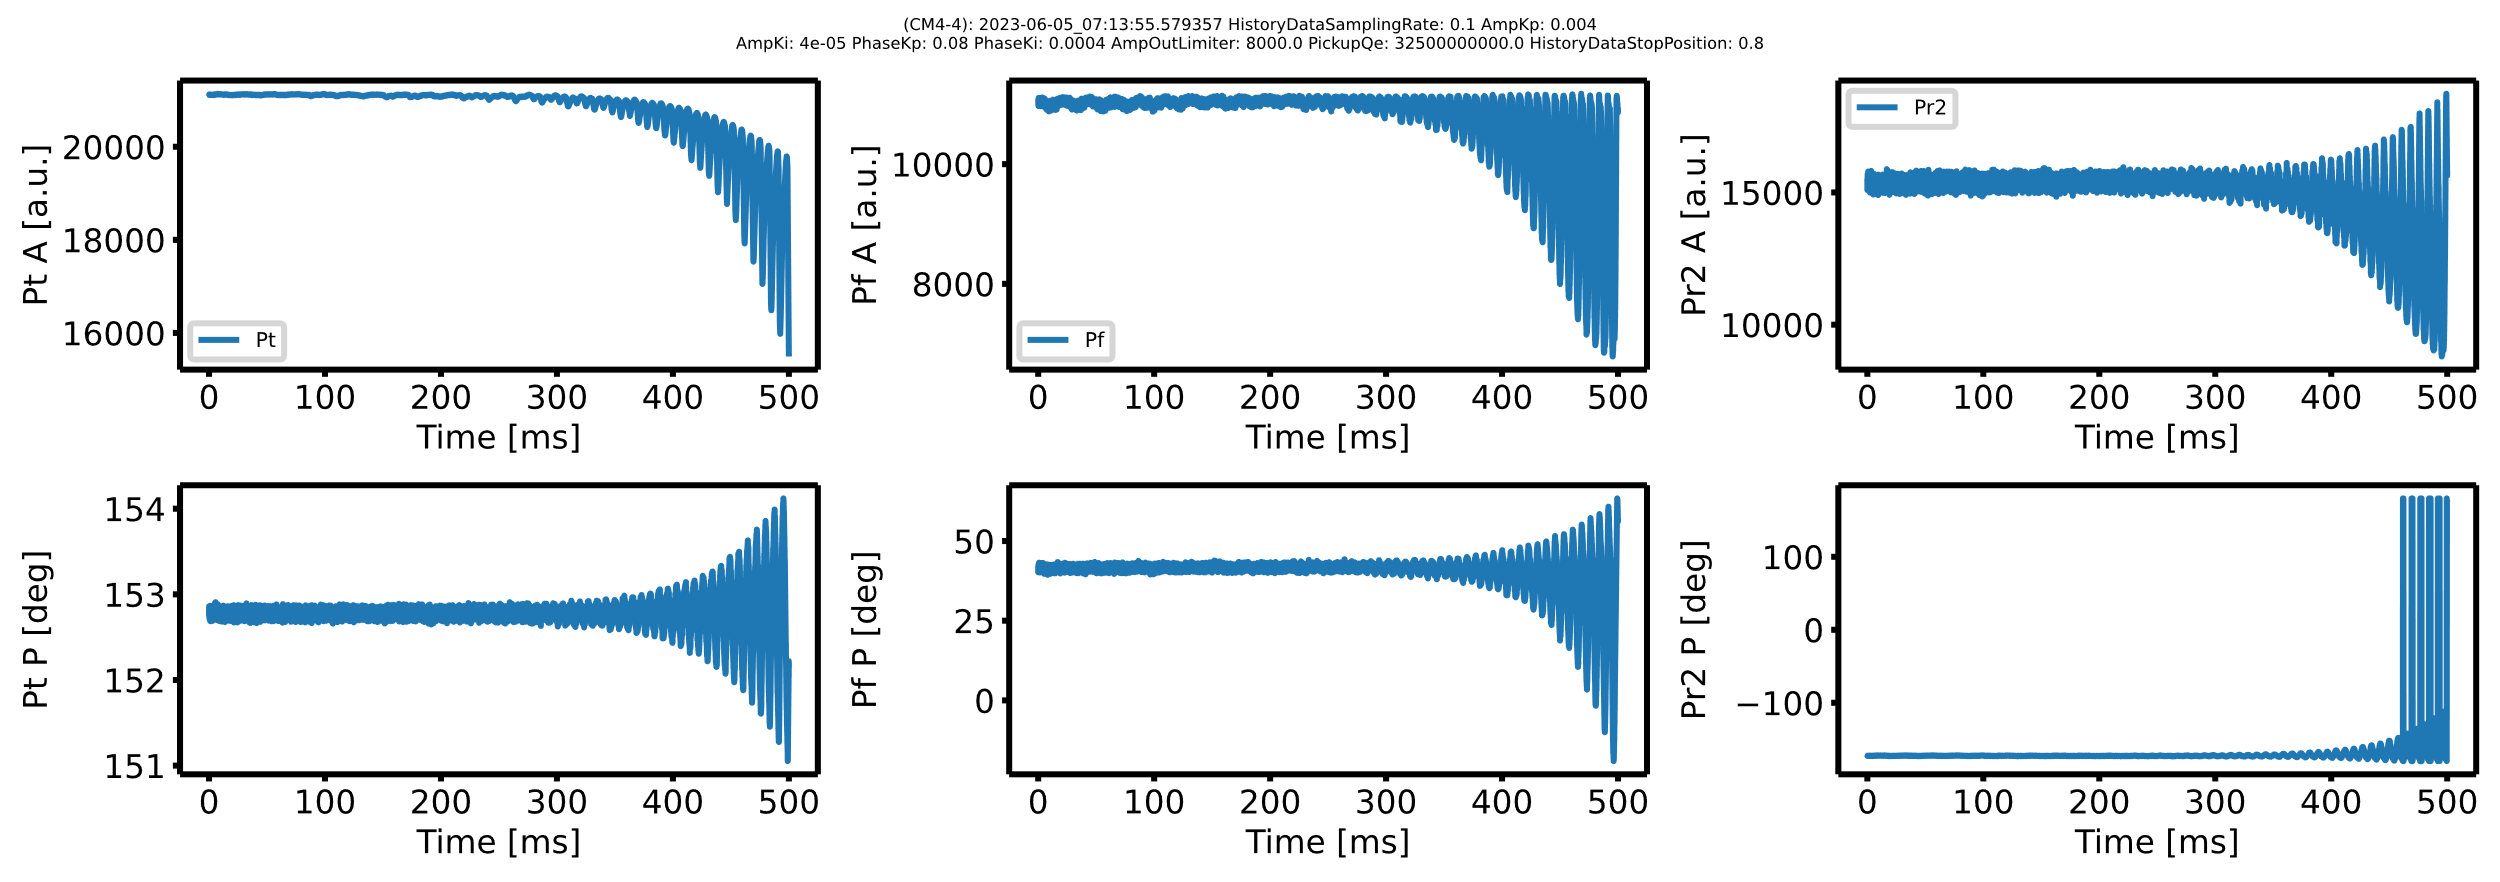 (CM4-4): 2023-06-05_07:13:55.579357 HistoryDataSamplingRate: 0.1 AmpKp: 0.004
AmpKi: 4e-05 PhaseKp: 0.08 PhaseKi: 0.0004 AmpOutLimiter: 8000.0 PickupQe: 32500000000.0 HistoryDataStopPosition: 0.8
Pt A [a.u.]
20000
18000
16000
Pt
0 100 200 300 400 500
Time [ms]
Pf A [a.u.]
10000
8000
Pf
0 100 200 300 400 500
Time [ms]
Pr2 A [a.u.]
15000
10000
Pr2
0 100 200 300 400 500
Time [ms]
Pt P [deg]
154
153
152
151
0 100 200 300 400 500
Time [ms]
Pf P [deg]
50
25
0
0 100 200 300 400 500
Time [ms]
Pr2 P [deg]
100
0
−100
0 100 200 300 400 500
Time [ms]